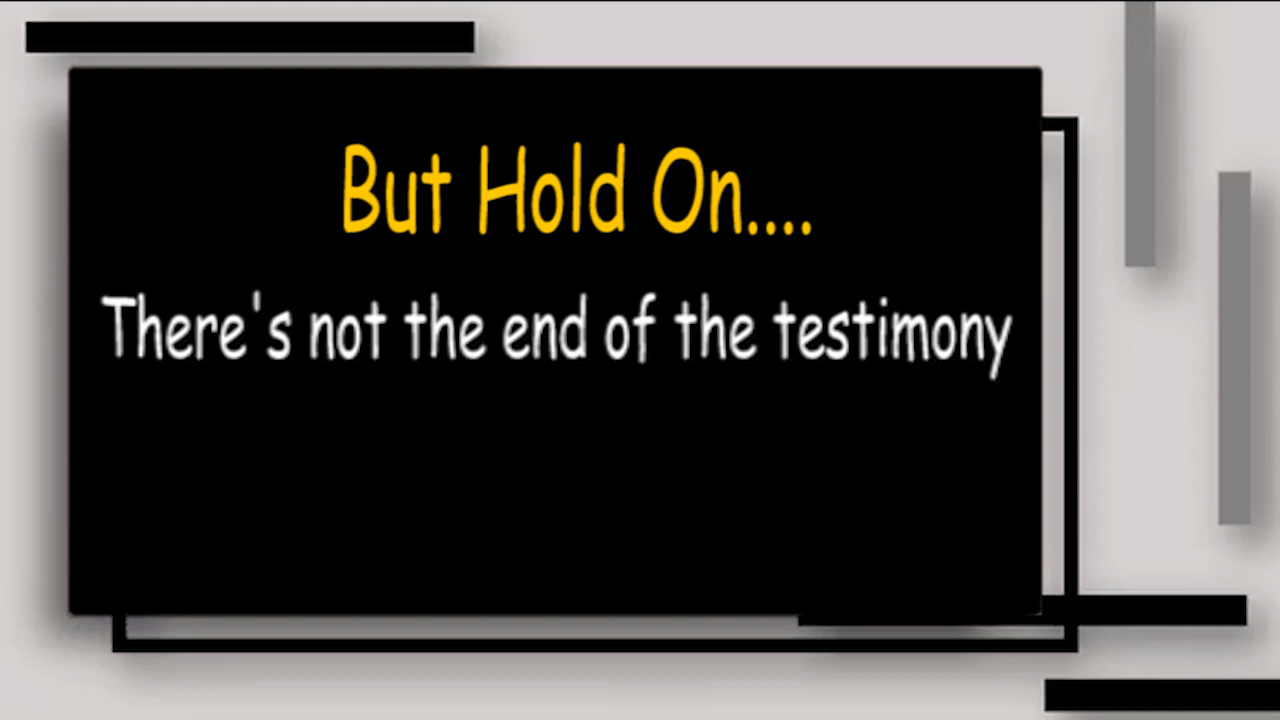 But Hold On....
There's not the end of the testimony